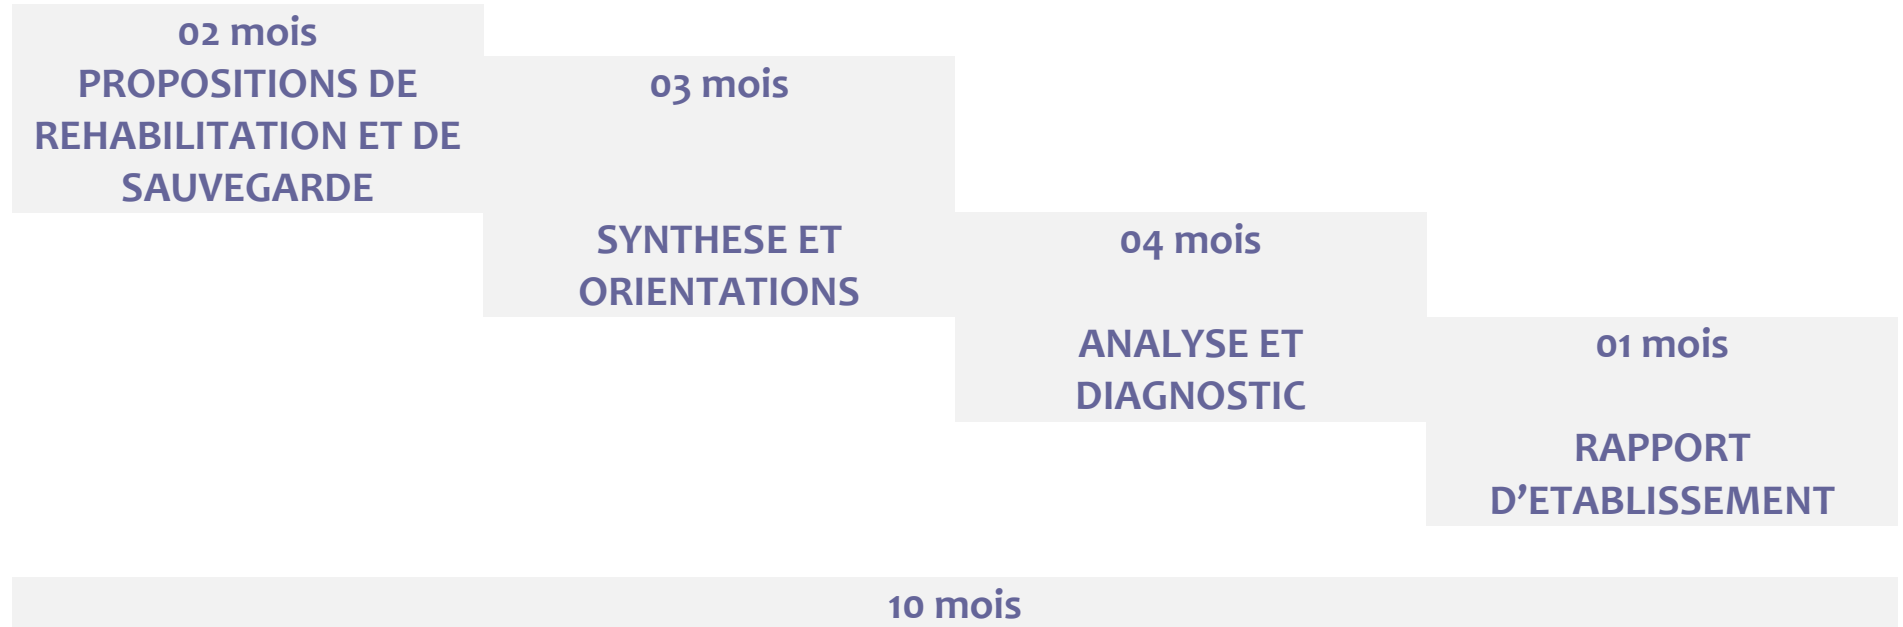 02 mois
PROPOSITIONS DE
REHABILITATION ET DE
SAUVEGARDE
03 mois
SYNTHESE ET
ORIENTATIONS
04 mois
ANALYSE ET
DIAGNOSTIC
01 mois
RAPPORT
D’ETABLISSEMENT
10 mois